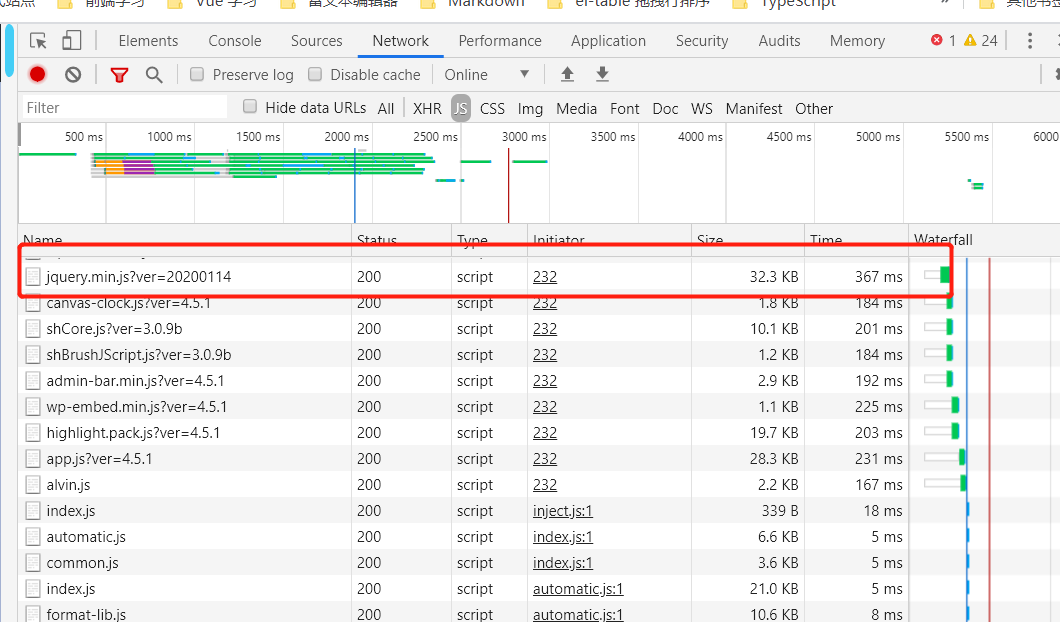 前端学习 Vue 学习 富文本编辑器 Markdown el-table 拖拽行排序 TypeScript »
Elements Console Sources Network Performance Application Security Audits Memory 1 24
Preserve log Disable cache Online
Filter Hide data URLs All XHR JS CSS Img Media Font Doc WS Manifest Other
500 ms 1000 ms 1500 ms 2000 ms 2500 ms 3000 ms 3500 ms 4000 ms 4500 ms 5000 ms 5500 ms 6000
Name Status Type Initiator Size Time Waterfall
jquery.min.js?ver=20200114 200 script 232 32.3 KB 367 ms
canvas-clock.js?ver=4.5.1 200 script 232 1.8 KB 184 ms
shCore.js?ver=3.0.9b 200 script 232 10.1 KB 201 ms
shBrushJScript.js?ver=3.0.9b 200 script 232 1.2 KB 184 ms
admin-bar.min.js?ver=4.5.1 200 script 232 2.9 KB 192 ms
wp-embed.min.js?ver=4.5.1 200 script 232 1.1 KB 225 ms
highlight.pack.js?ver=4.5.1 200 script 232 19.7 KB 203 ms
app.js?ver=4.5.1 200 script 232 28.3 KB 231 ms
alvin.js 200 script 232 2.2 KB 167 ms
index.js 200 script inject.js:1 339 B 18 ms
automatic.js 200 script index.js:1 6.6 KB 5 ms
common.js 200 script index.js:1 3.6 KB 5 ms
index.js 200 script automatic.js:1 21.0 KB 5 ms
format-lib.js 200 script automatic.js:1 10.6 KB 8 ms